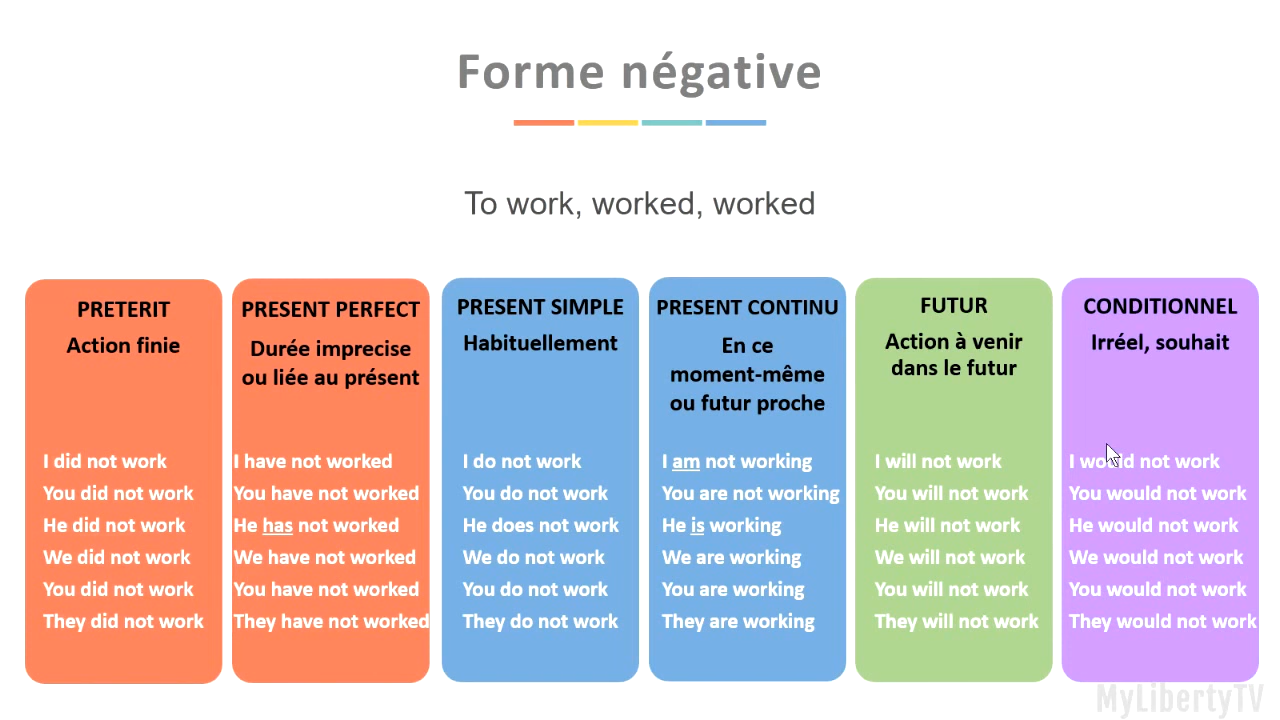 Forme négative
To work, worked, worked
PRETERIT
Action finie
I did not work
You did not work
He did not work
We did not work
You did not work
They did not work
PRESENT PERFECT
Durée imprecise
ou liée au présent
I have not worked
You have not worked
He has not worked
We have not worked
You have not worked
They have not worked
PRESENT SIMPLE
Habituellement
I do not work
You do not work
He does not work
We do not work
You do not work
They do not work
PRESENT CONTINU
En ce
moment-même
ou futur proche
I am not working
You are not working
He is working
We are working
You are working
They are working
FUTUR
Action à venir
dans le futur
I will not work
You will not work
He will not work
We will not work
You will not work
They will not work
CONDITIONNEL
Irréel, souhait
I would not work
You would not work
He would not work
We would not work
You would not work
They would not work
MyLibertyTV